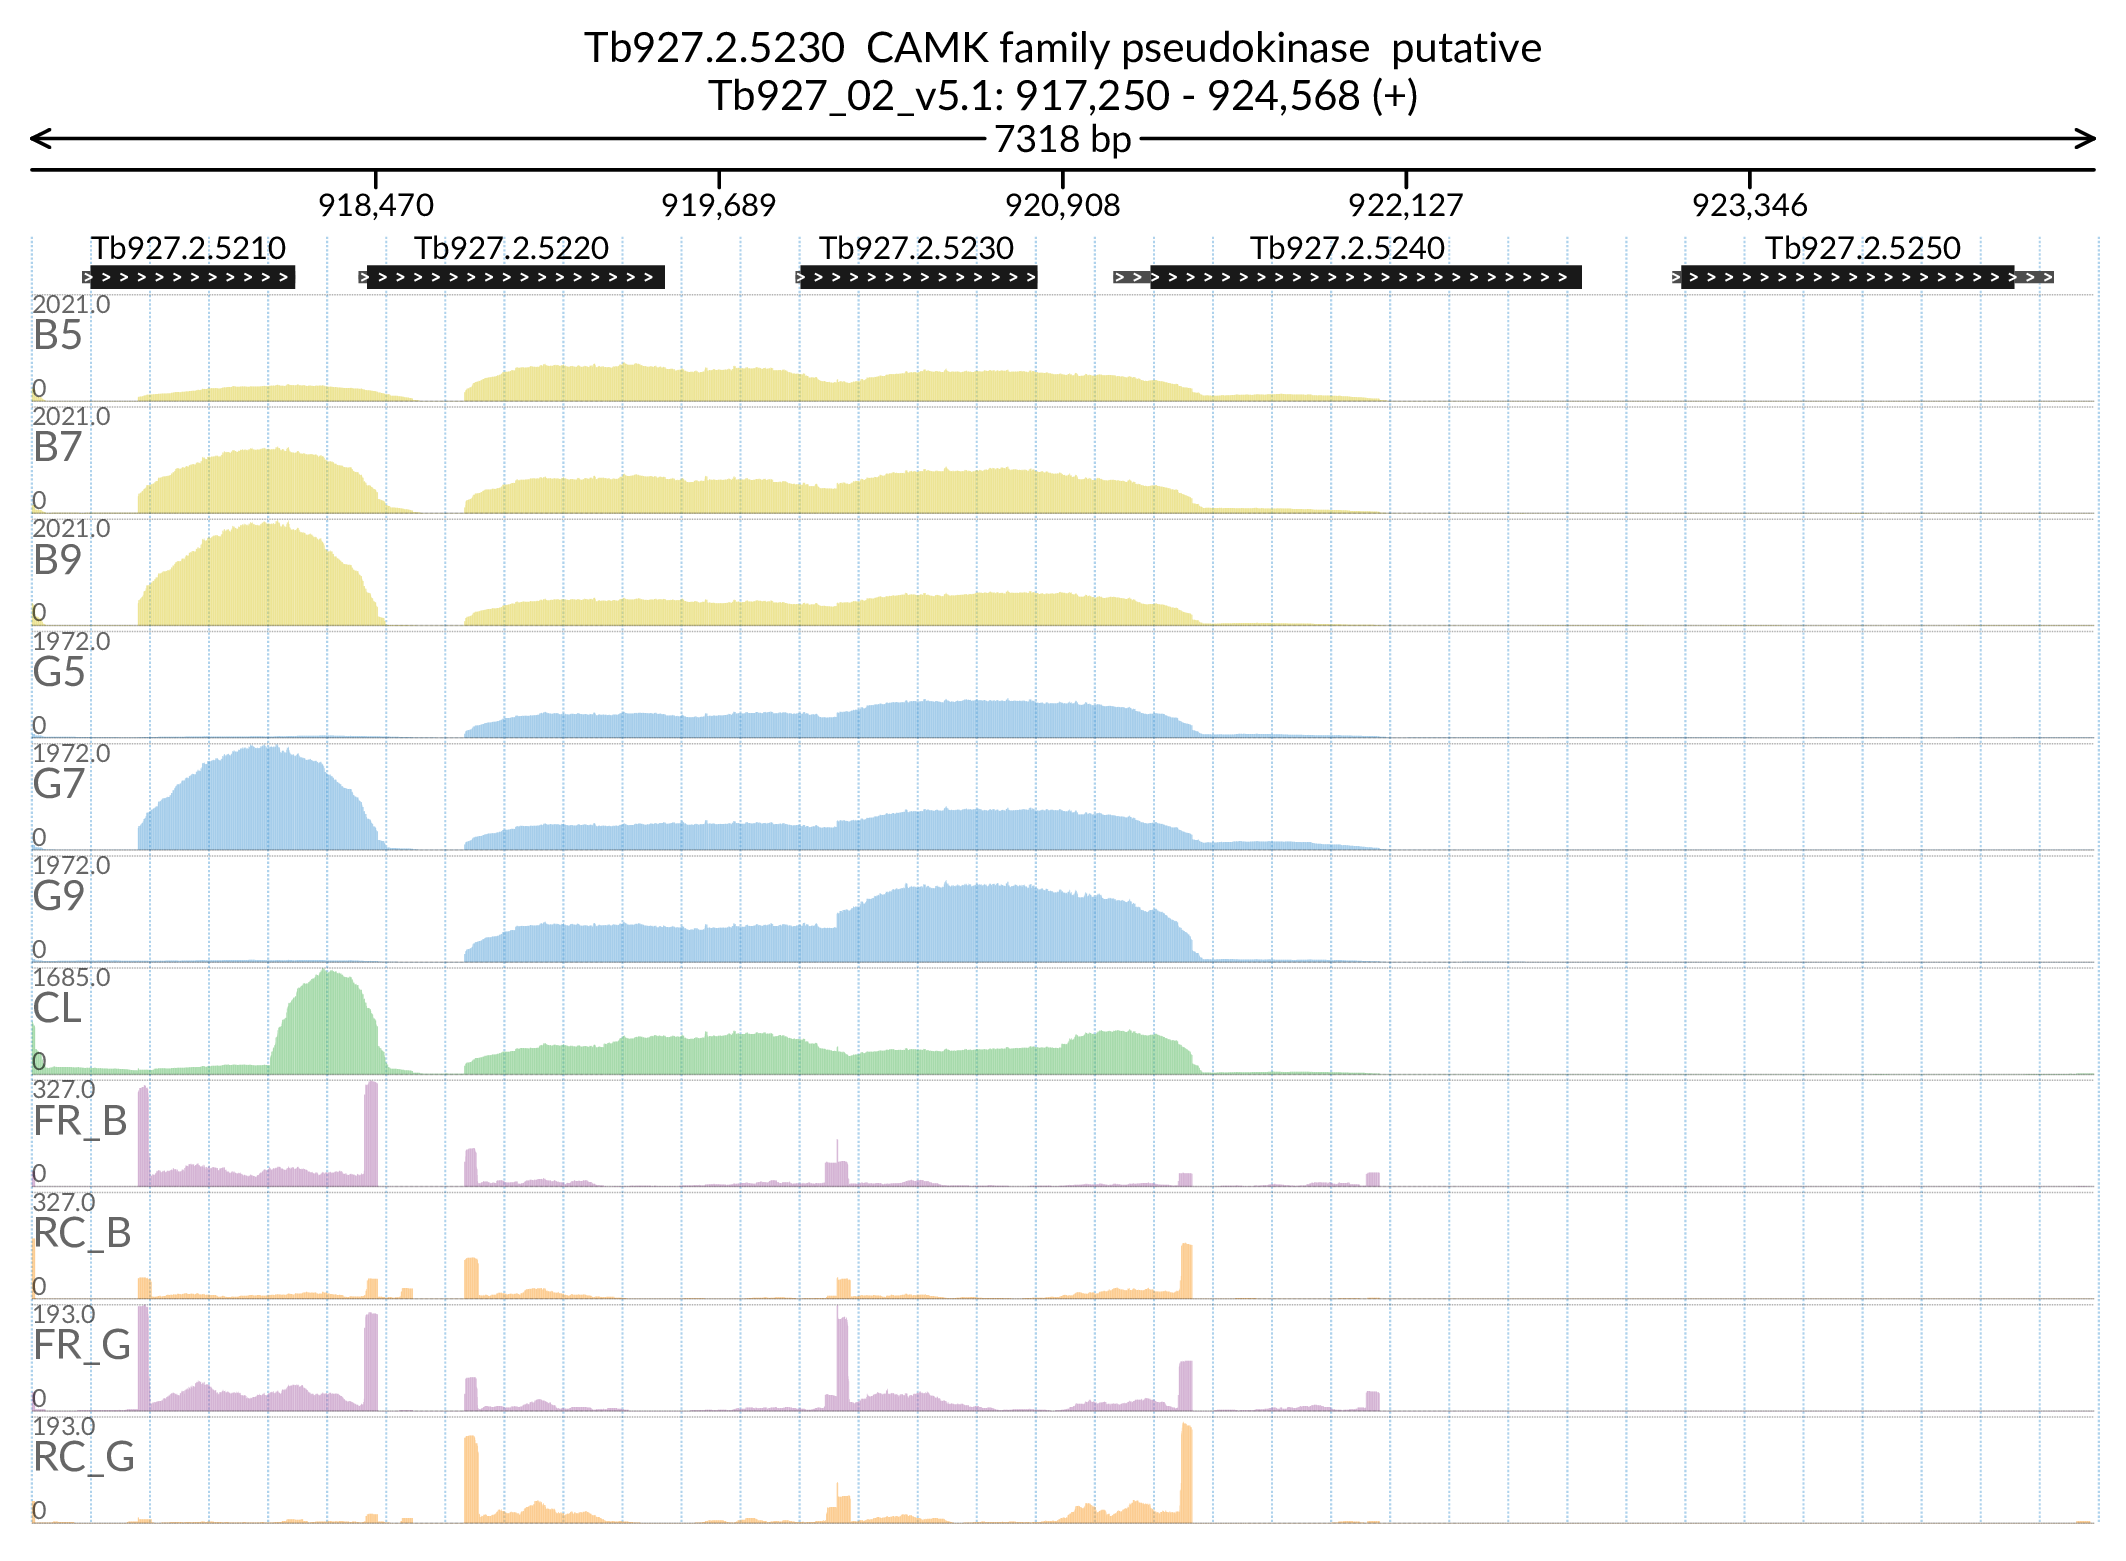 Tb927.2.5230  CAMK family pseudokinase  putative
Tb927_02_v5.1: 917,250 - 924,568 (+)
7318 bp
918,470 919,689 920,908 922,127 923,346
Tb927.2.5210 Tb927.2.5220 Tb927.2.5230 Tb927.2.5240 Tb927.2.5250
2021.0
B5
0
2021.0
B7
0
2021.0
B9
0
1972.0
G5
0
1972.0
G7
0
1972.0
G9
0
1685.0
CL
0
327.0
FR_B
0
327.0
RC_B
0
193.0
FR_G
0
193.0
RC_G
0